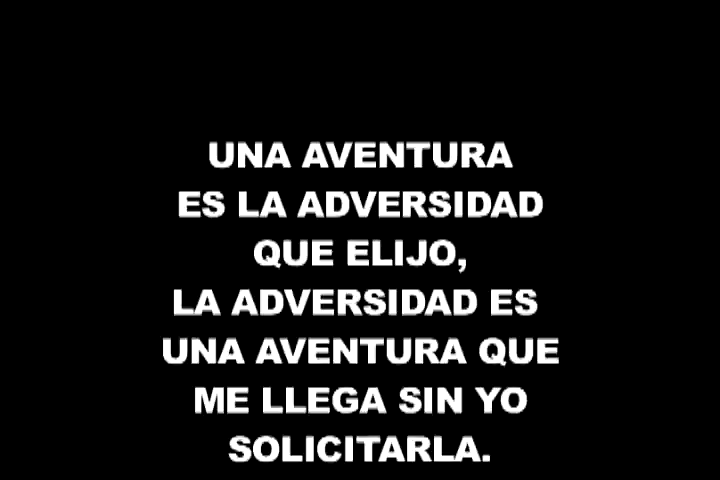 UNA AVENTURA
ES LA ADVERSIDAD
QUE ELIJO,
LA ADVERSIDAD ES
UNA AVENTURA QUE
ME LLEGA SIN YO
SOLICITARLA.